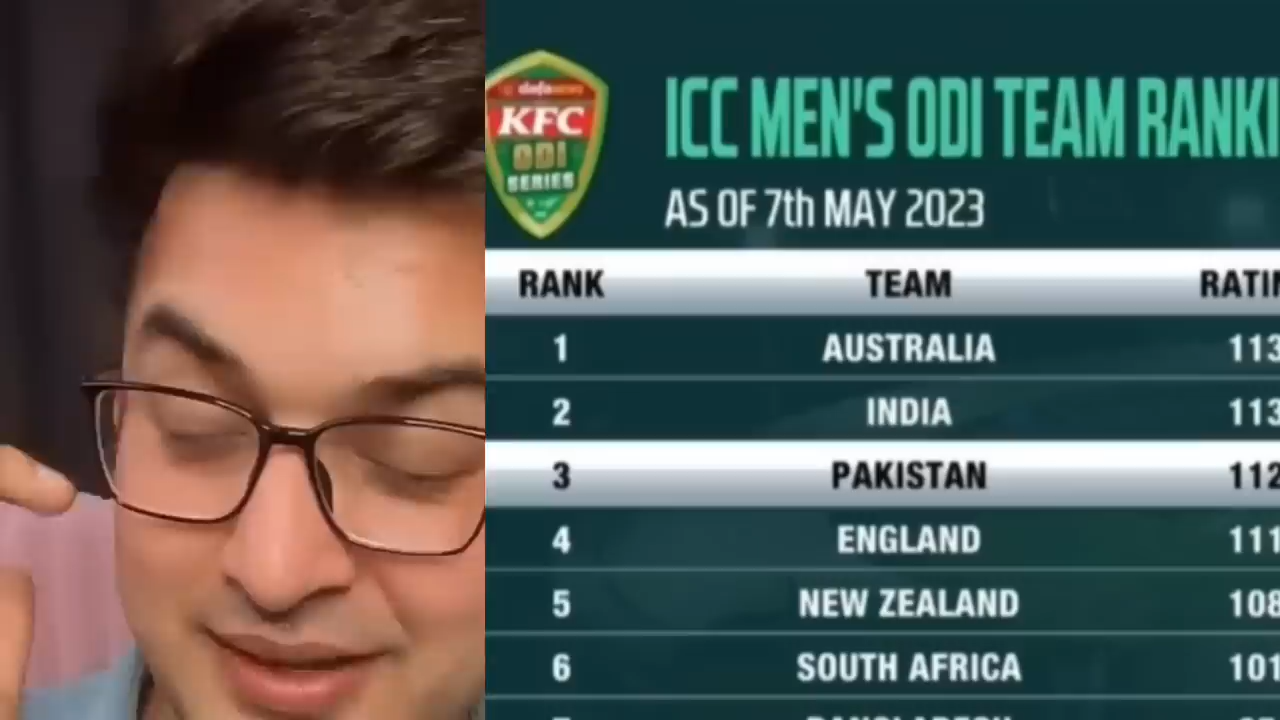 KFC
ODI
SERIES
ICC MEN'S ODI TEAM RANKI
AS OF 7th MAY 2023
RANK TEAM RATIN
1 AUSTRALIA 113
2 INDIA 113
3 PAKISTAN 112
4 ENGLAND 111
5 NEW ZEALAND 108
6 SOUTH AFRICA 101